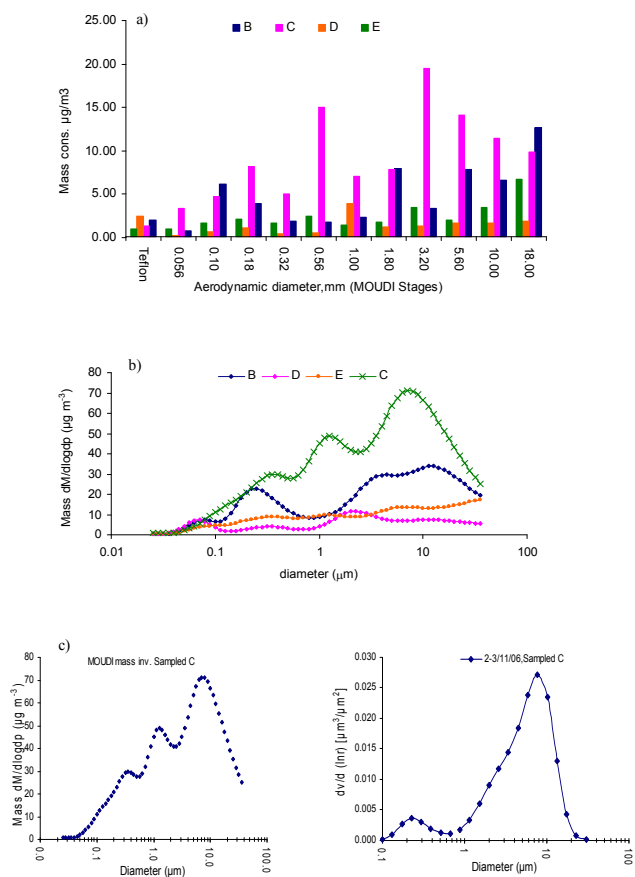 a)
B C D E
25.00
20.00
15.00
10.00
5.00
0.00
Mass cons. µg/m3
Teflon 0.056 0.10 0.18 0.32 0.56 1.00 1.80 3.20 5.60 10.00 18.00
Aerodynamic diameter,mm (MOUDI Stages)
b)
B D E C
80
70
60
50
40
30
20
10
0
Mass dM/dlogdp (µg m-3)
0.01 0.1 1 10 100
diameter (µm)
c)
MOUDI mass inv. Sampled C
80
70
60
50
40
30
20
10
0
Mass dM/dlogdp (µg m-3)
0.0 0.1 1.0 10.0 100.0
Diameter (µm)
2-3/11/06,Sampled C
0.030
0.025
0.020
0.015
0.010
0.005
0.000
dv/d (lnr) [µm3/µm2]
0.1 1 10 100
Diameter (µm)